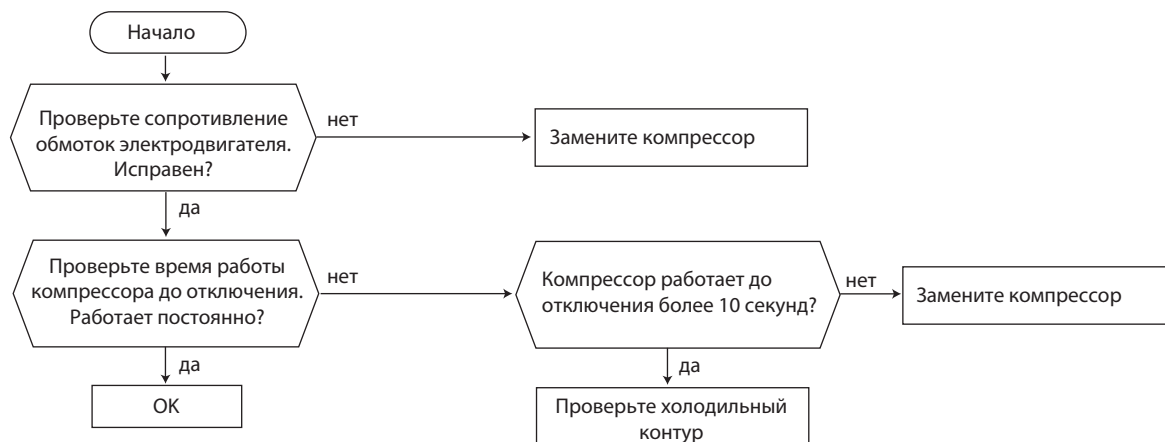 Начало
Проверьте сопротивление
обмоток электродвигателя.
Исправен?
нет
Замените компрессор
да
Проверьте время работы
компрессора до отключения.
Работает постоянно?
нет
Компрессор работает до
отключения более 10 секунд?
нет
Замените компрессор
да
OK
да
Проверьте холодильный
контур